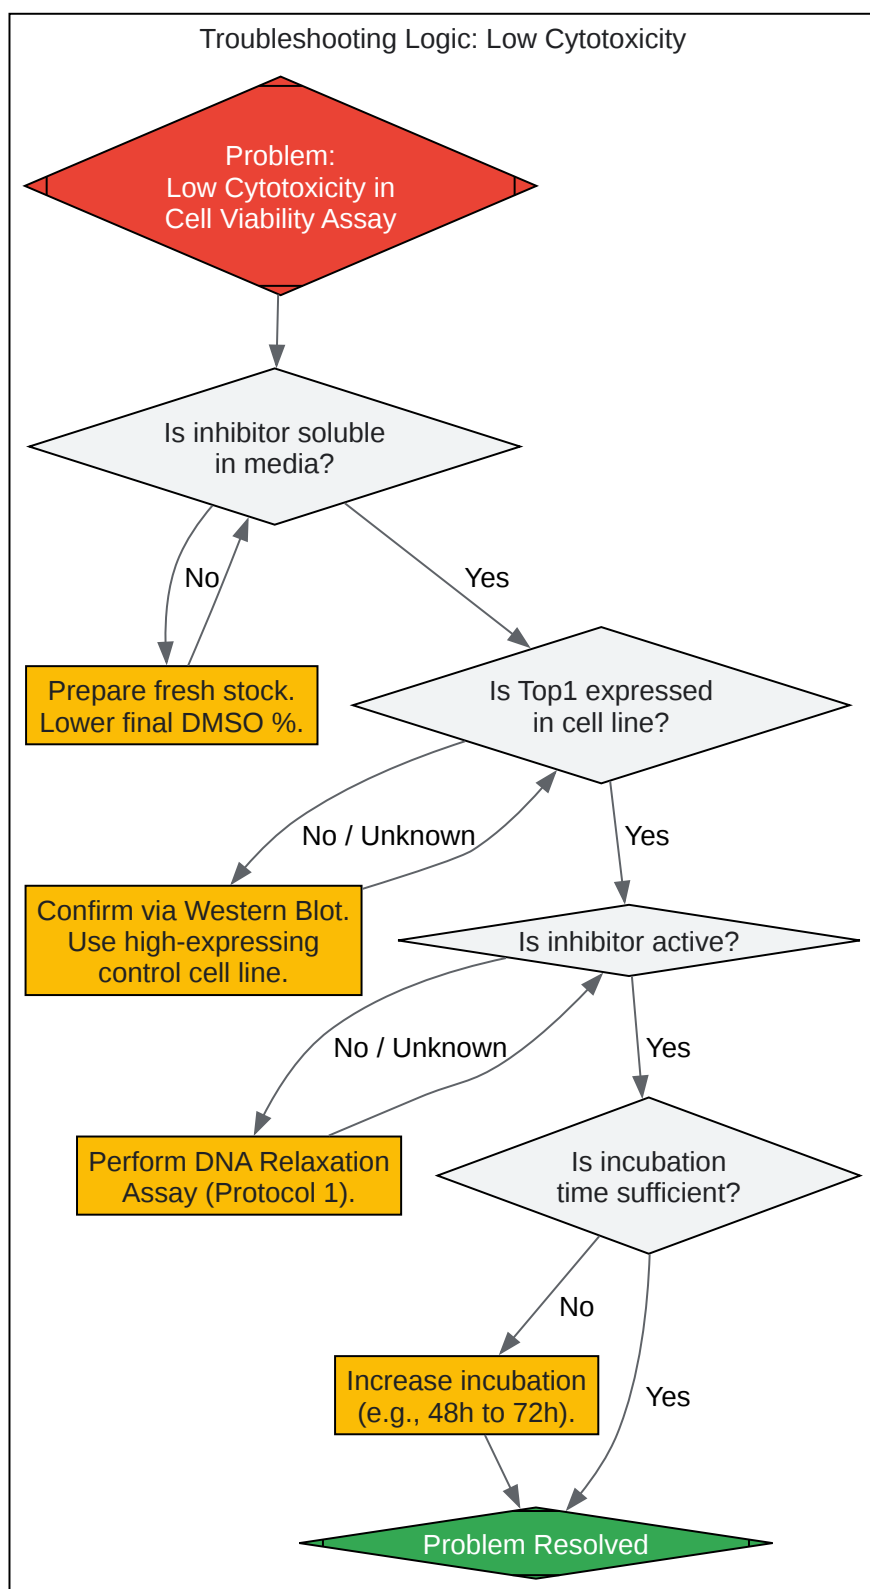 Troubleshooting Logic: Low Cytotoxicity
Problem:
Low Cytotoxicity in
Cell Viability Assay
Is inhibitor soluble
in media?
No
Yes
Prepare fresh stock.
Lower final DMSO %.
Is Top1 expressed
in cell line?
No / Unknown
Yes
Confirm via Western Blot.
Use high-expressing
control cell line.
Is inhibitor active?
No / Unknown
Yes
Perform DNA Relaxation
Assay (Protocol 1).
Is incubation
time sufficient?
No
Increase incubation
(e.g., 48h to 72h).
Yes
Problem Resolved